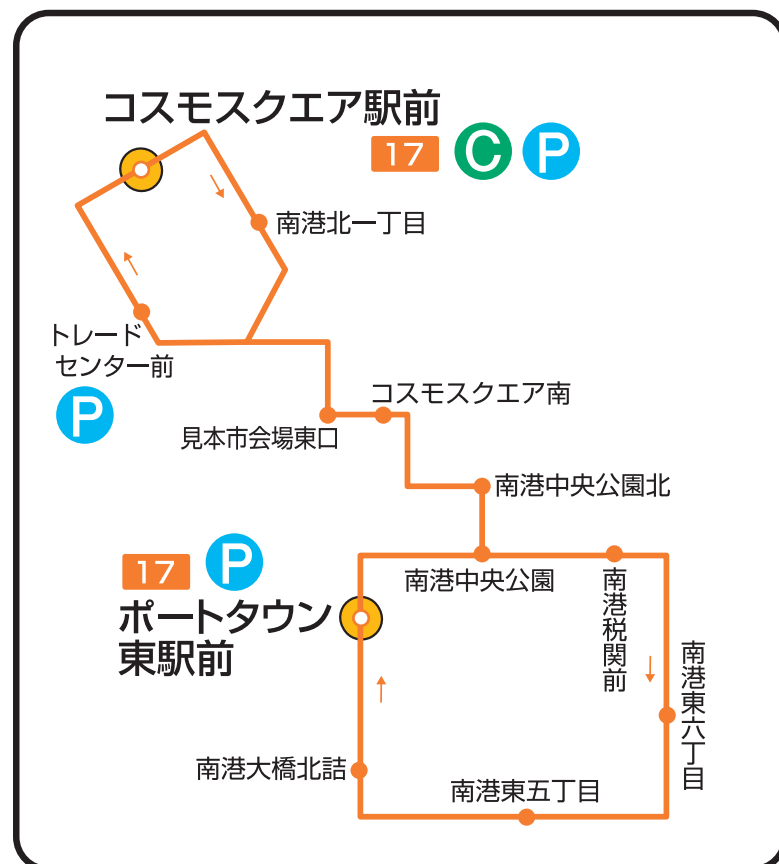 コスモスクエア駅前
17 C P
南港北一丁目
トレード
センター前
P
コスモスクエア南
見本市会場東口
南港中央公園北
17 P
南港中央公園
ポートタウン
東駅前
南港税関前
南港東六丁目
南港大橋北詰
南港東五丁目